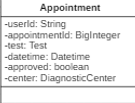 Appointment
-userId: String
-appointmentId: BigInteger
-test: Test
-datetime: Datetime
-approved: boolean
-center: DiagnosticCenter